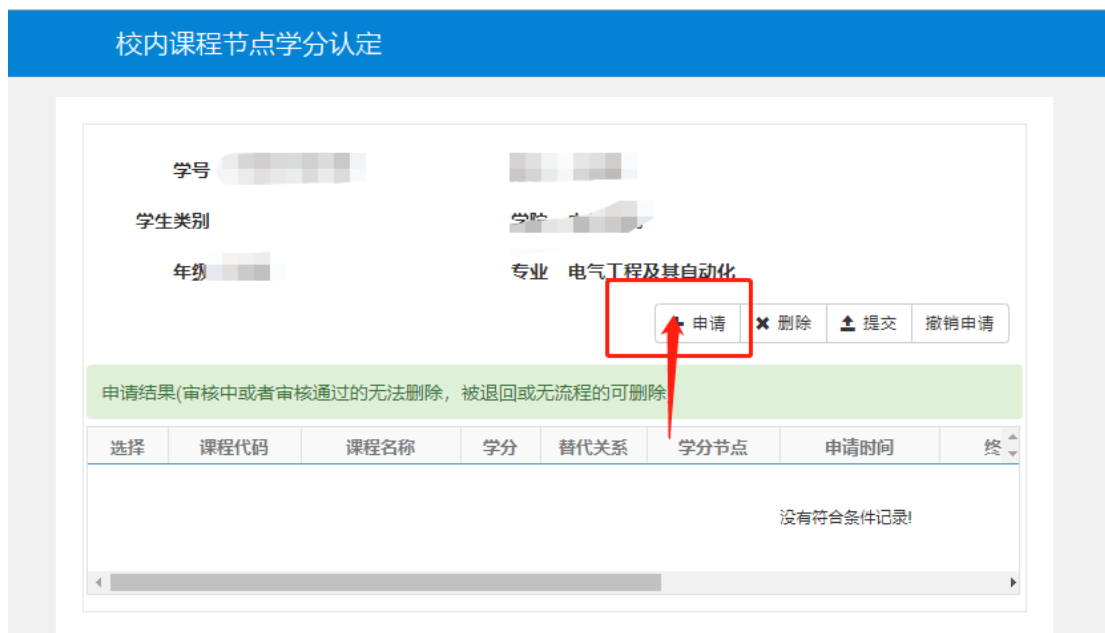 校内课程节点学分认定
学号
学生类别 学院
年级 专业 电气工程及其自动化
申请 删除 提交 撤销申请
申请结果(审核中或者审核通过的无法删除，被退回或无流程的可删除
选择 课程代码 课程名称 学分 替代关系 学分节点 申请时间 终
没有符合条件记录!